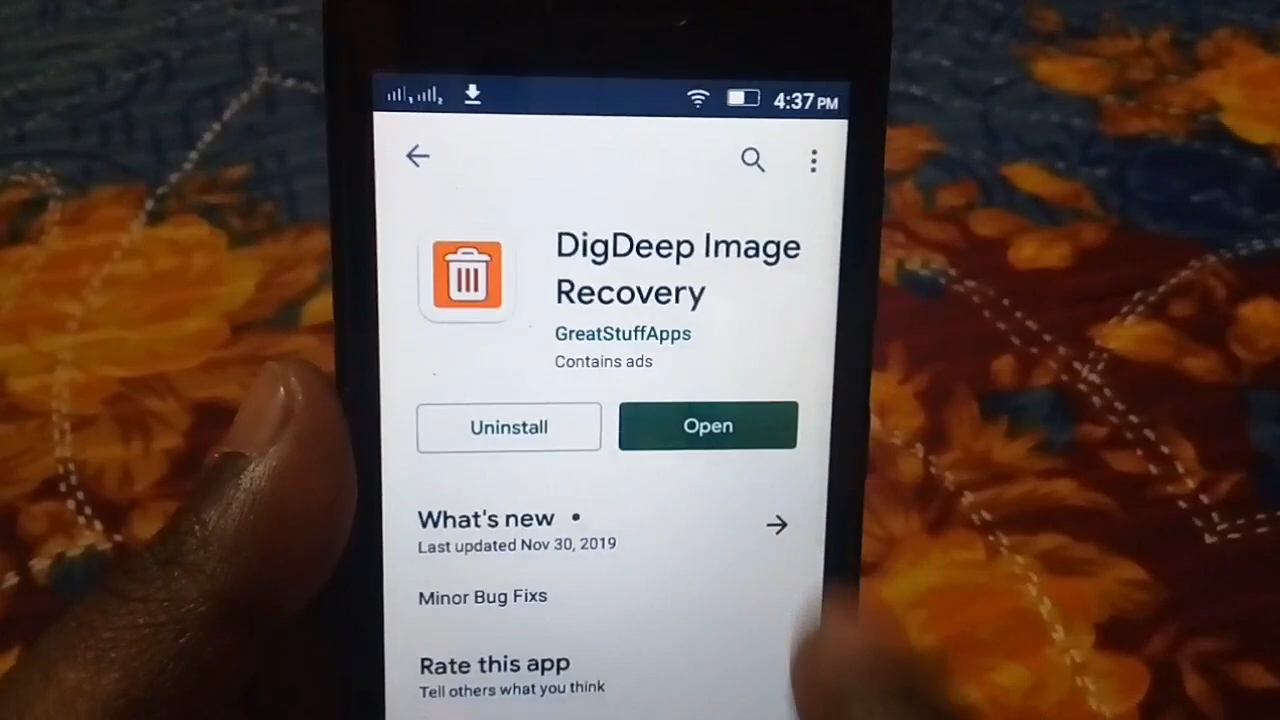 4:37 PM
DigDeep Image
Recovery
GreatStuffApps
Contains ads
Uninstall
Open
What's new •
Last updated Nov 30, 2019
Minor Bug Fixs
Rate this app
Tell others what you think